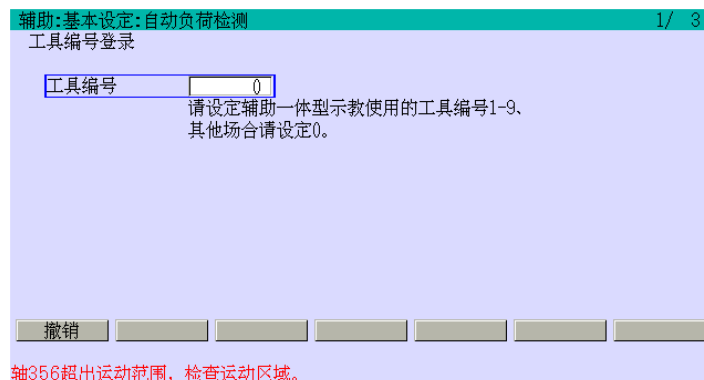 辅助:基本设定:自动负荷检测 1/ 3
工具编号登录
工具编号 0
请设定辅助一体型示教使用的工具编号1-9、
其他场合请设定0。
撤销
轴356超出运动范围，检查运动区域。